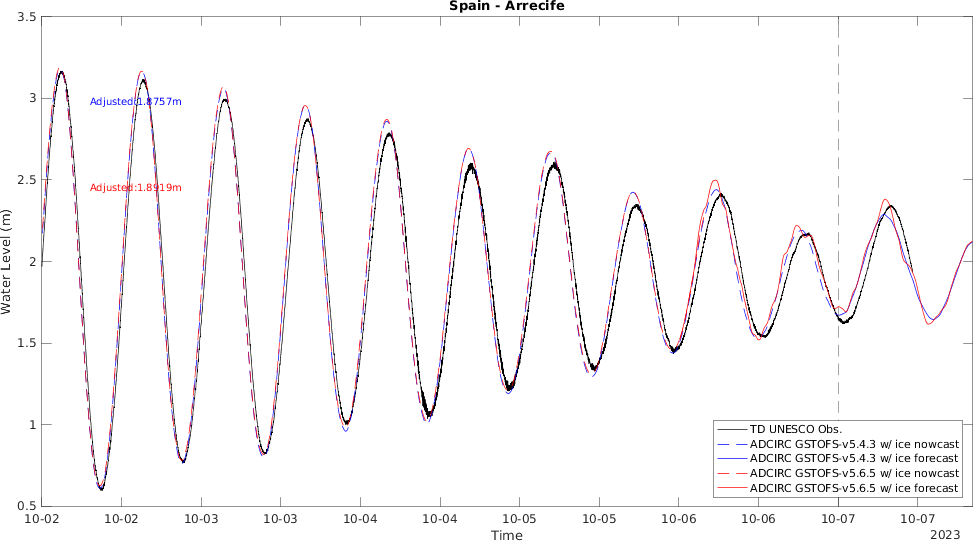 Spain - Arrecife
3.5
3
2.5
2
1.5
1
0.5
Water Level (m)
Adjusted:1.8757m
Adjusted:1.8919m
TD UNESCO Obs.
ADCIRC GSTOFS-v5.4.3 w/ ice nowcast
ADCIRC GSTOFS-v5.4.3 w/ ice forecast
ADCIRC GSTOFS-v5.6.5 w/ ice nowcast
ADCIRC GSTOFS-v5.6.5 w/ ice forecast
10-02 10-02 10-03 10-03 10-04 10-04 10-05 10-05 10-06 10-06 10-07 10-07
Time
2023